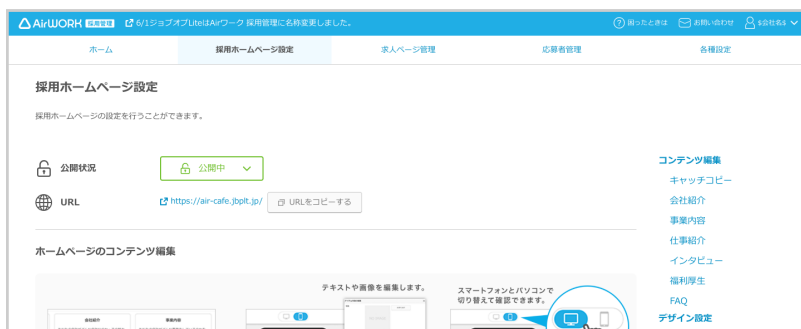 AirWORK 採用管理 6/1ジョブオプLiteはAirワーク 採用管理に名称変更しました。 困ったときは お問い合わせ $会社名$
ホーム 採用ホームページ設定 求人ページ管理 応募者管理 各種設定
採用ホームページ設定
採用ホームページの設定を行うことができます。
公開状況 公開中
URL https://air-cafe.jbplt.jp/ URLをコピーする
ホームページのコンテンツ編集
テキストや画像を編集します。
スマートフォンとパソコンで
切り替えて確認できます。
会社紹介 事業内容
コンテンツ編集
キャッチコピー
会社紹介
事業内容
仕事紹介
インタビュー
福利厚生
FAQ
デザイン設定